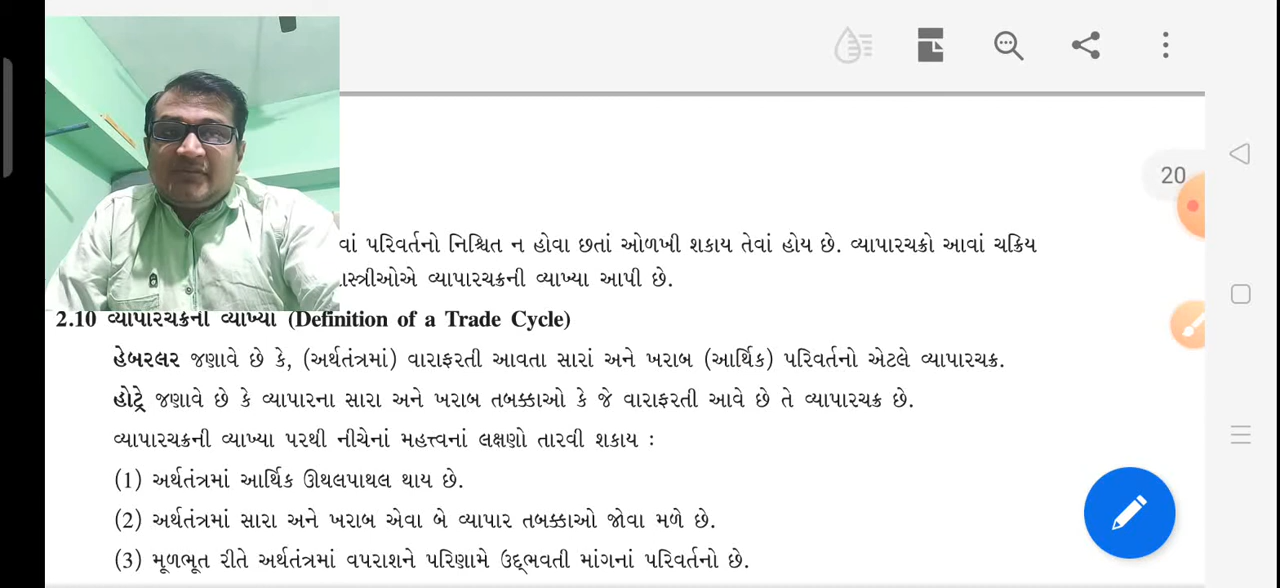 20
વાં પરિવર્તનો નિશ્ચિત ન હોવા છતાં ઓળખી શકાય તેવાં હોય છે. વ્યાપારચક્રો આવાં ચક્રિય
સ્ત્રીઓએ વ્યાપારચક્રની વ્યાખ્યા આપી છે.
2.10 વ્યાપારચક્રની વ્યાખ્યા (Definition of a Trade Cycle)
હેબરલર જણાવે છે કે, (અર્થતંત્રમાં) વારાફરતી આવતા સારાં અને ખરાબ (આર્થિક) પરિવર્તનો એટલે વ્યાપારચક્ર.
હોટ્રે જણાવે છે કે વ્યાપારના સારા અને ખરાબ તબક્કાઓ કે જે વારાફરતી આવે છે તે વ્યાપારચક્ર છે.
વ્યાપારચક્રની વ્યાખ્યા પરથી નીચેનાં મહત્ત્વનાં લક્ષણો તારવી શકાય :
(1) અર્થતંત્રમાં આર્થિક ઊથલપાથલ થાય છે.
(2) અર્થતંત્રમાં સારા અને ખરાબ એવા બે વ્યાપાર તબક્કાઓ જોવા મળે છે.
(3) મૂળભૂત રીતે અર્થતંત્રમાં વપરાશને પરિણામે ઉદ્ભવતી માંગનાં પરિવર્તનો છે.